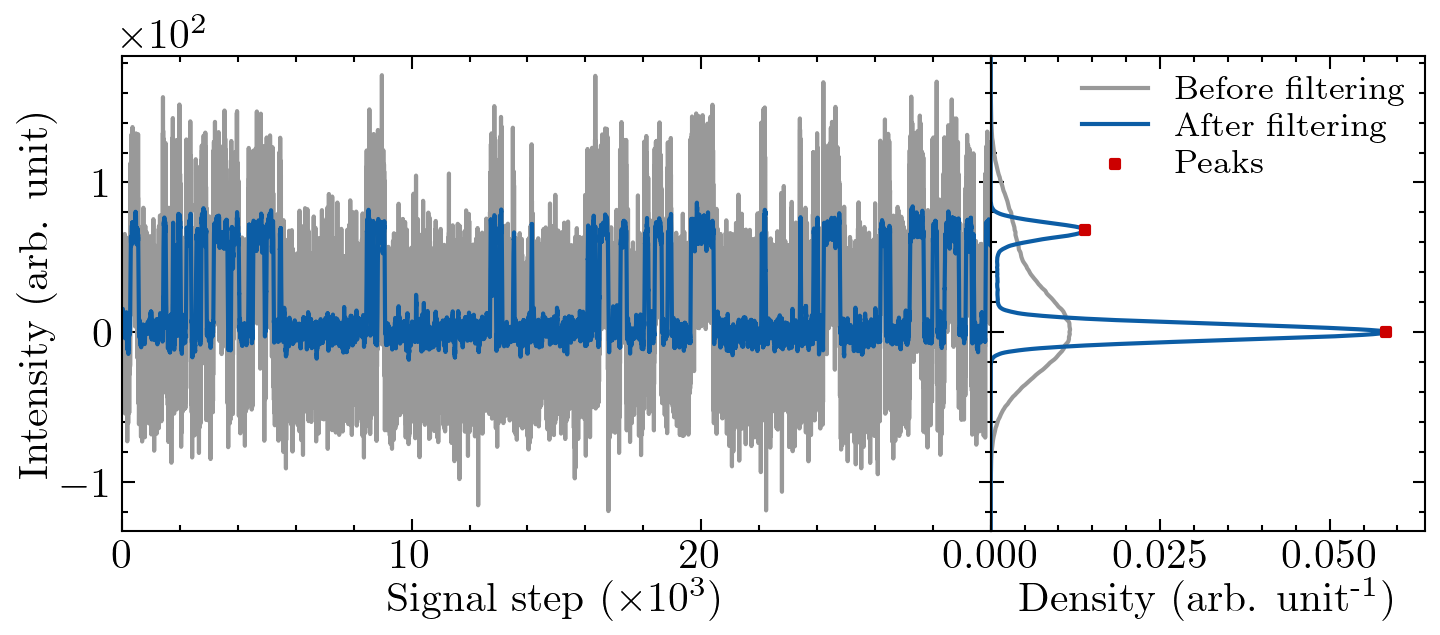 ×10²
Intensity (arb. unit)
1
0
−1
0
10
20
Signal step (×10³)
Before filtering
After filtering
Peaks
0.000
0.025
0.050
Density (arb. unit⁻¹)